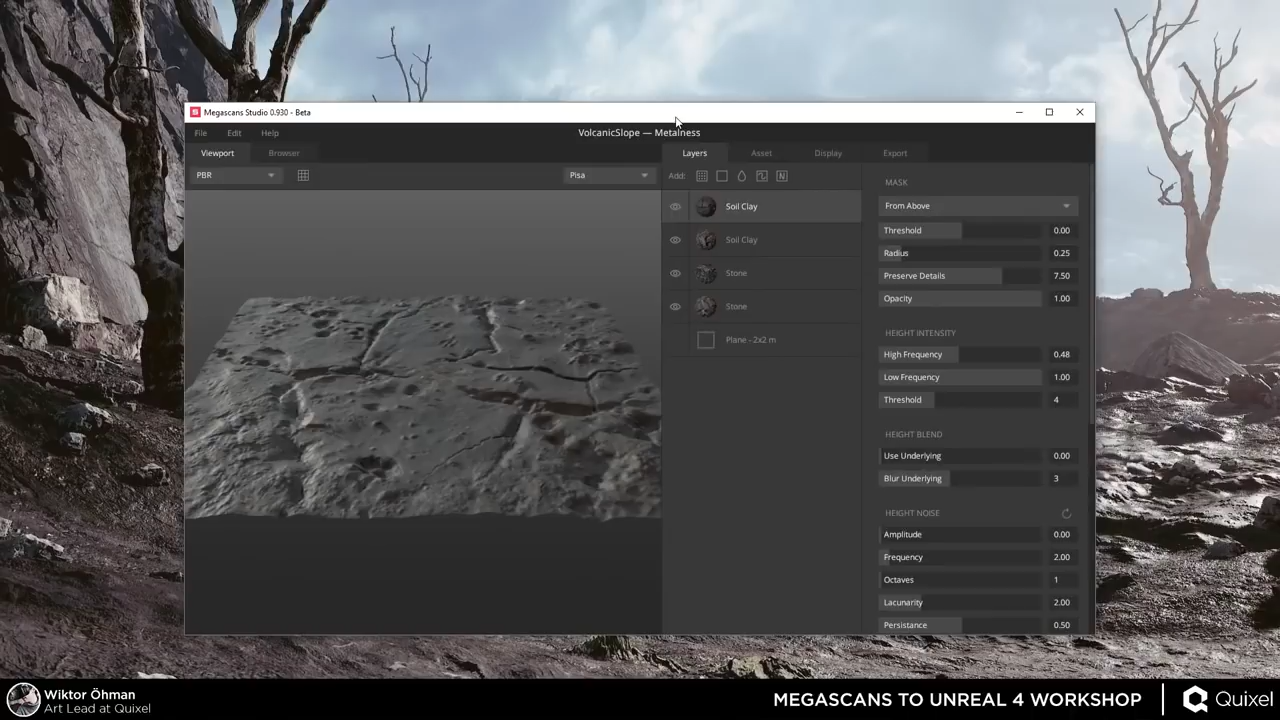 Megascans Studio 0.930 - Beta
File Edit Help
VolcanicSlope — Metalness
Viewport Browser
Layers Asset Display Export
PBR
Pisa
Add:
Soil Clay
Soil Clay
Stone
Stone
Plane - 2x2 m
MASK
From Above
Threshold 0.00
Radius 0.25
Preserve Details 7.50
Opacity 1.00
HEIGHT INTENSITY
High Frequency 0.48
Low Frequency 1.00
Threshold 4
HEIGHT BLEND
Use Underlying 0.00
Blur Underlying 3
HEIGHT NOISE
Amplitude 0.00
Frequency 2.00
Octaves 1
Lacunarity 2.00
Persistance 0.50
Wiktor Öhman
Art Lead at Quixel
MEGASCANS TO UNREAL 4 WORKSHOP
Quixel